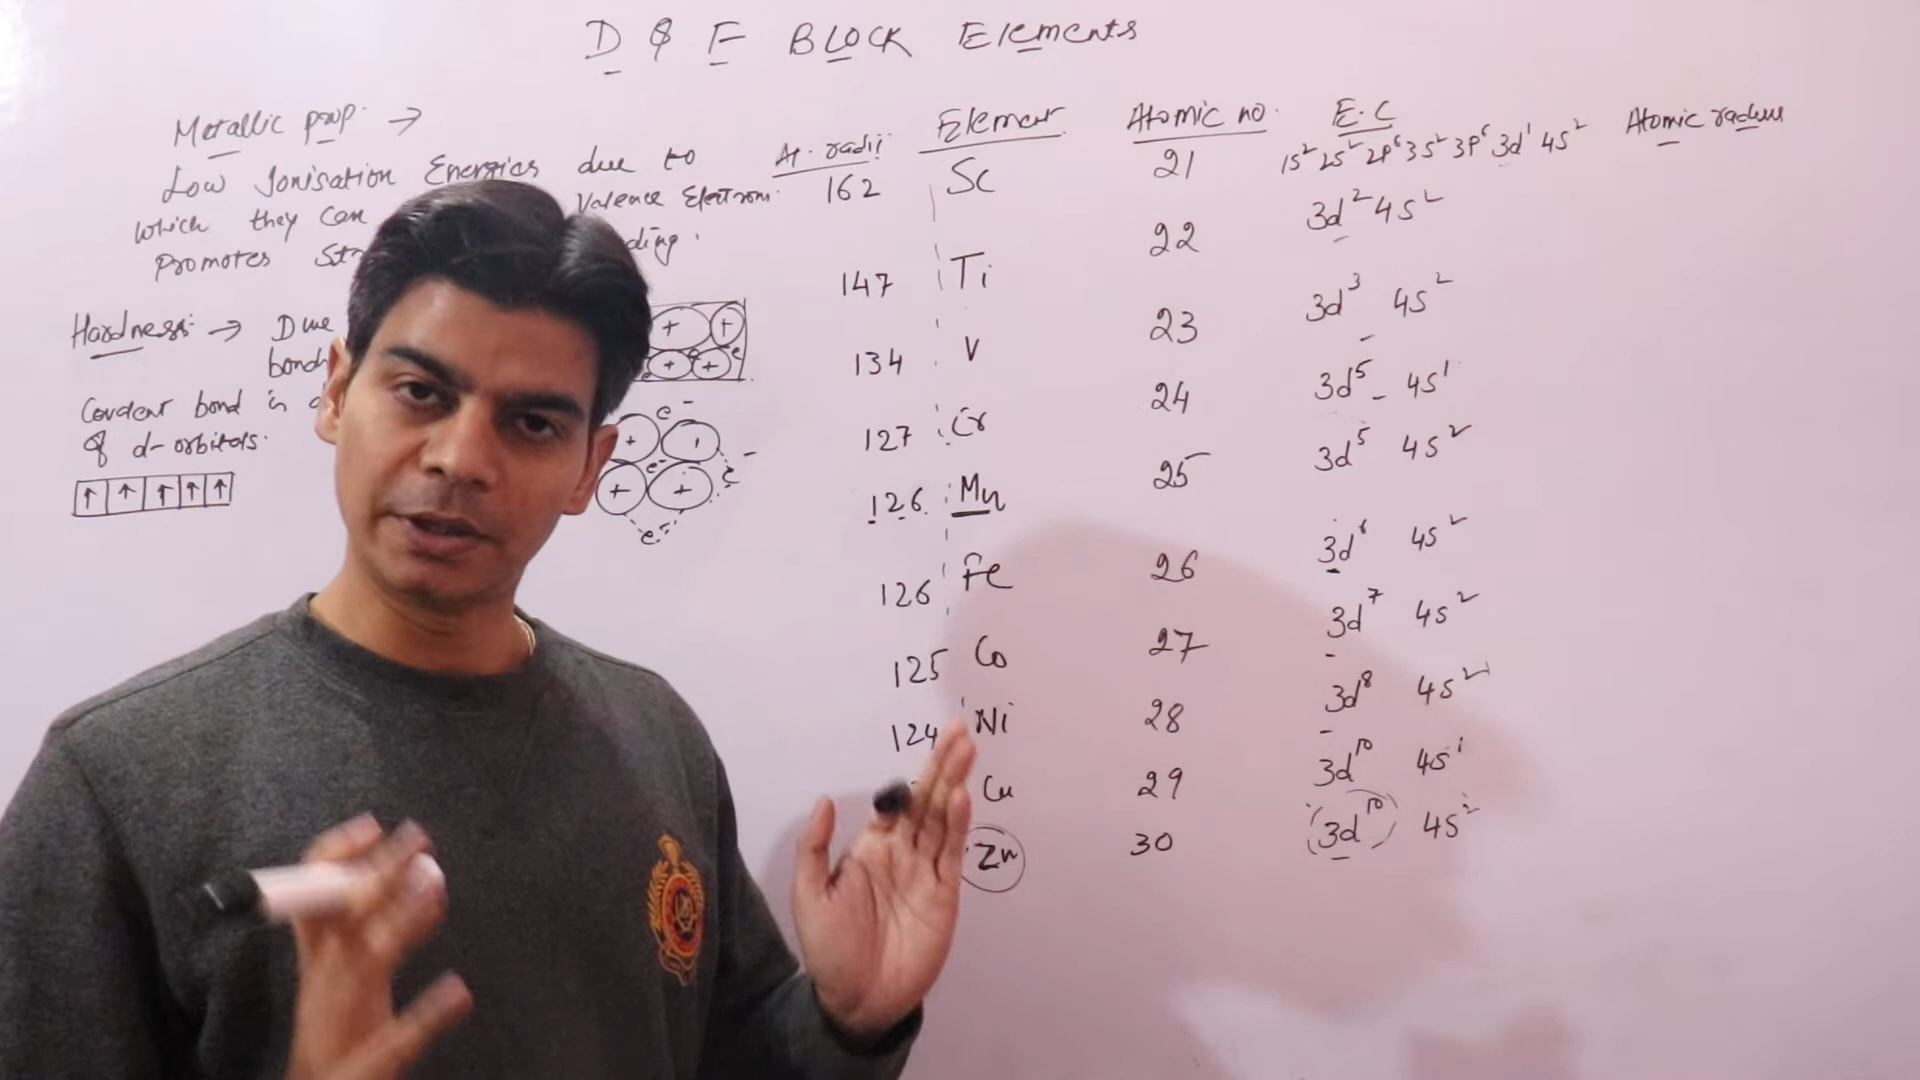 D & F BLOCK Elements
Metallic prop. →
Low Ionisation Energies due to
which they can Valence Electron.
Promotes ding.
Hardness: → Due
bond
Covalent bond is
of d-orbitals.
↑ ↑ ↑ ↑ ↑
+ +
+ + e
e-
+
+ e- +
e-
At. radii Element Atomic no. E.C Atomic radius
162 Sc 21 1s² 2s² 2p⁶ 3s² 3p⁶ 3d¹ 4s²
147 Ti 22 3d² 4s²
134 V 23 3d³ 4s²
127 Cr 24 3d⁵ 4s¹
126 Mn 25 3d⁵ 4s²
126 Fe 26 3d⁶ 4s²
125 Co 27 3d⁷ 4s²
124 Ni 28 3d⁸ 4s²
Cu 29 3d¹⁰ 4s¹
Zn 30 (3d¹⁰) 4s²